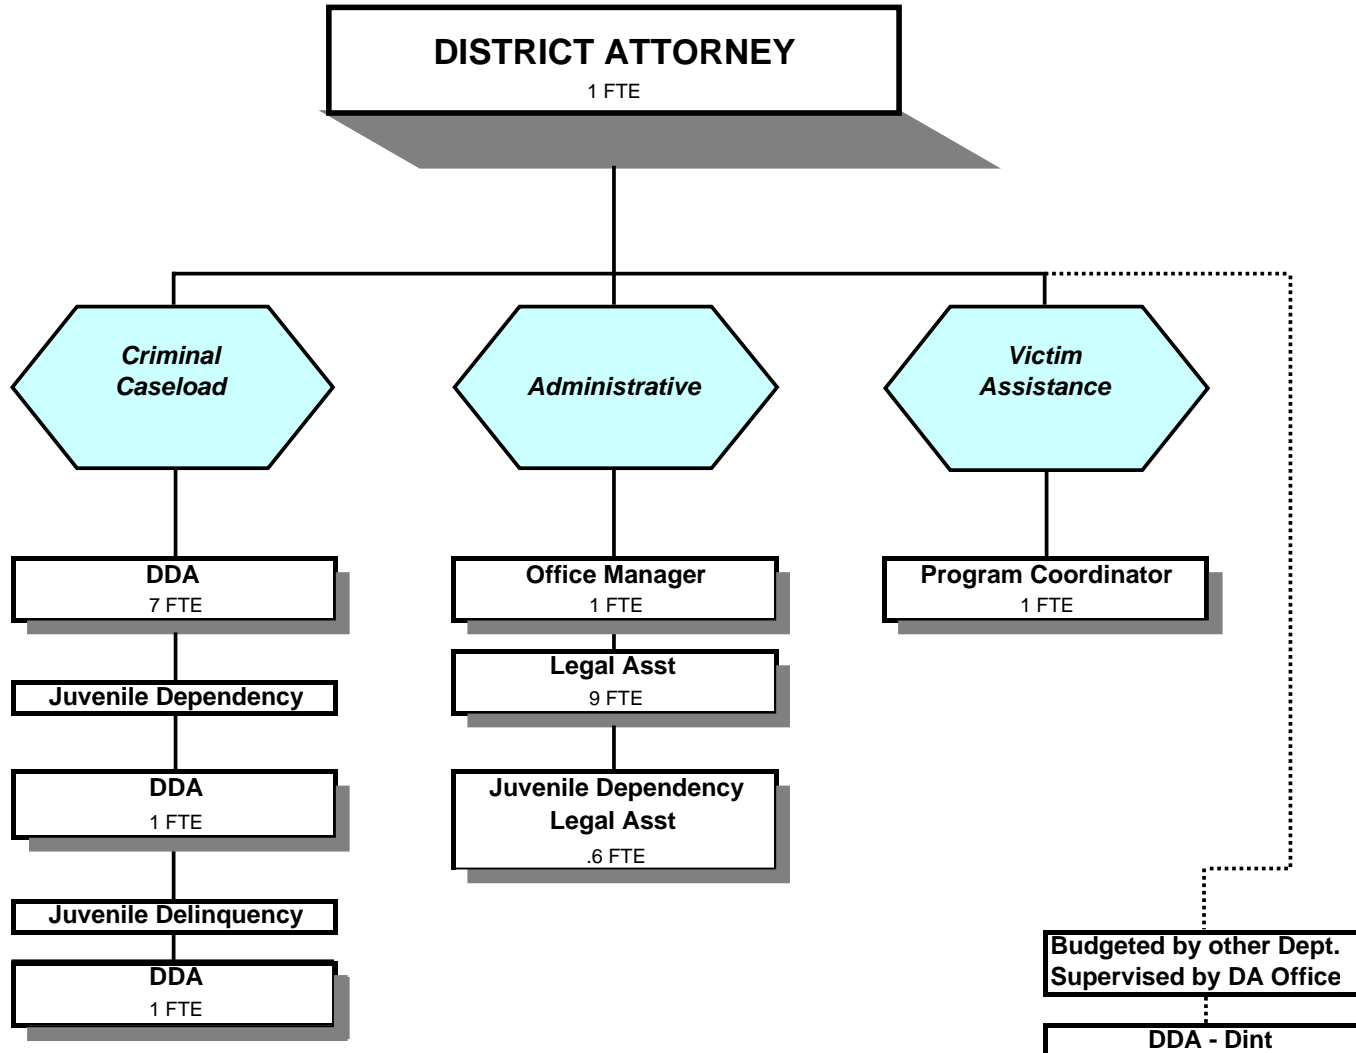 DISTRICT ATTORNEY
1 FTE
Criminal
Caseload
Administrative
Victim
Assistance
DDA
7 FTE
Juvenile Dependency
DDA
1 FTE
Juvenile Delinquency
DDA
1 FTE
Office Manager
1 FTE
Legal Asst
9 FTE
Juvenile Dependency
Legal Asst
.6 FTE
Program Coordinator
1 FTE
Budgeted by other Dept.
Supervised by DA Office
DDA - Dint